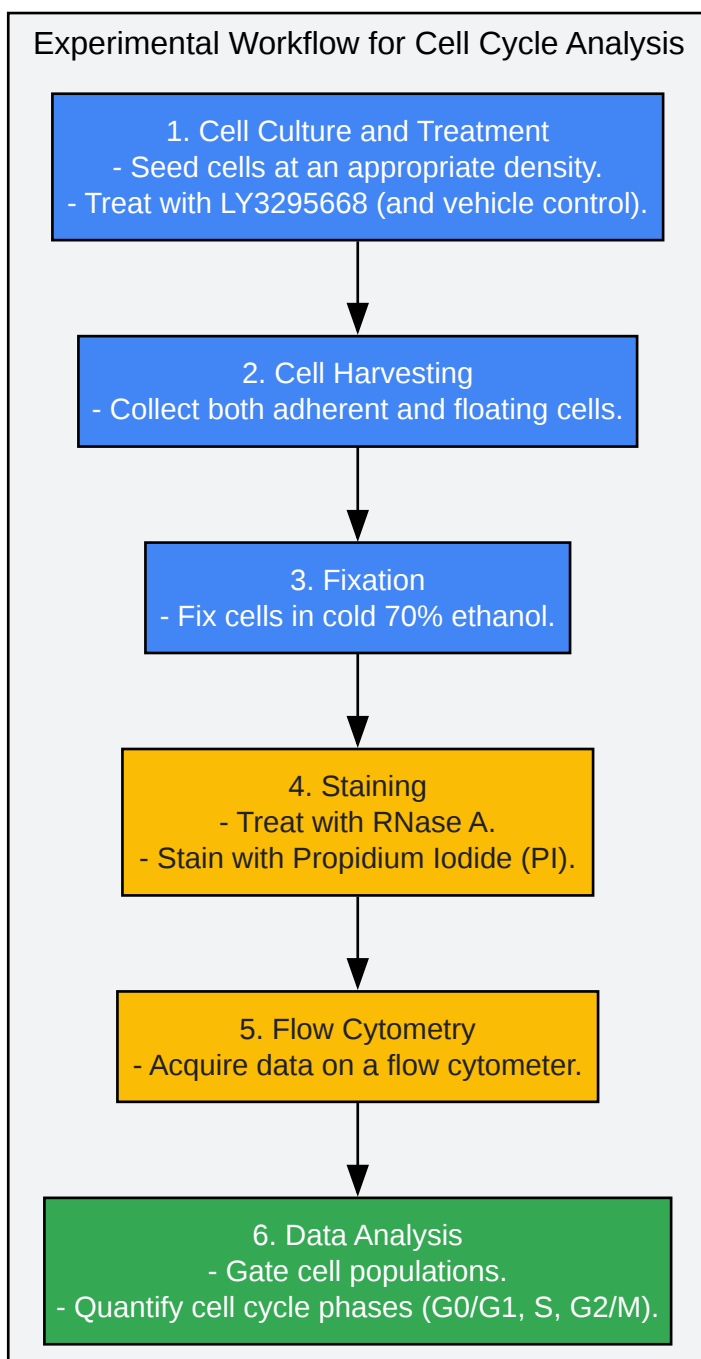 Experimental Workflow for Cell Cycle Analysis
1. Cell Culture and Treatment
- Seed cells at an appropriate density.
- Treat with LY3295668 (and vehicle control).
2. Cell Harvesting
- Collect both adherent and floating cells.
3. Fixation
- Fix cells in cold 70% ethanol.
4. Staining
- Treat with RNase A.
- Stain with Propidium Iodide (PI).
5. Flow Cytometry
- Acquire data on a flow cytometer.
6. Data Analysis
- Gate cell populations.
- Quantify cell cycle phases (G0/G1, S, G2/M).